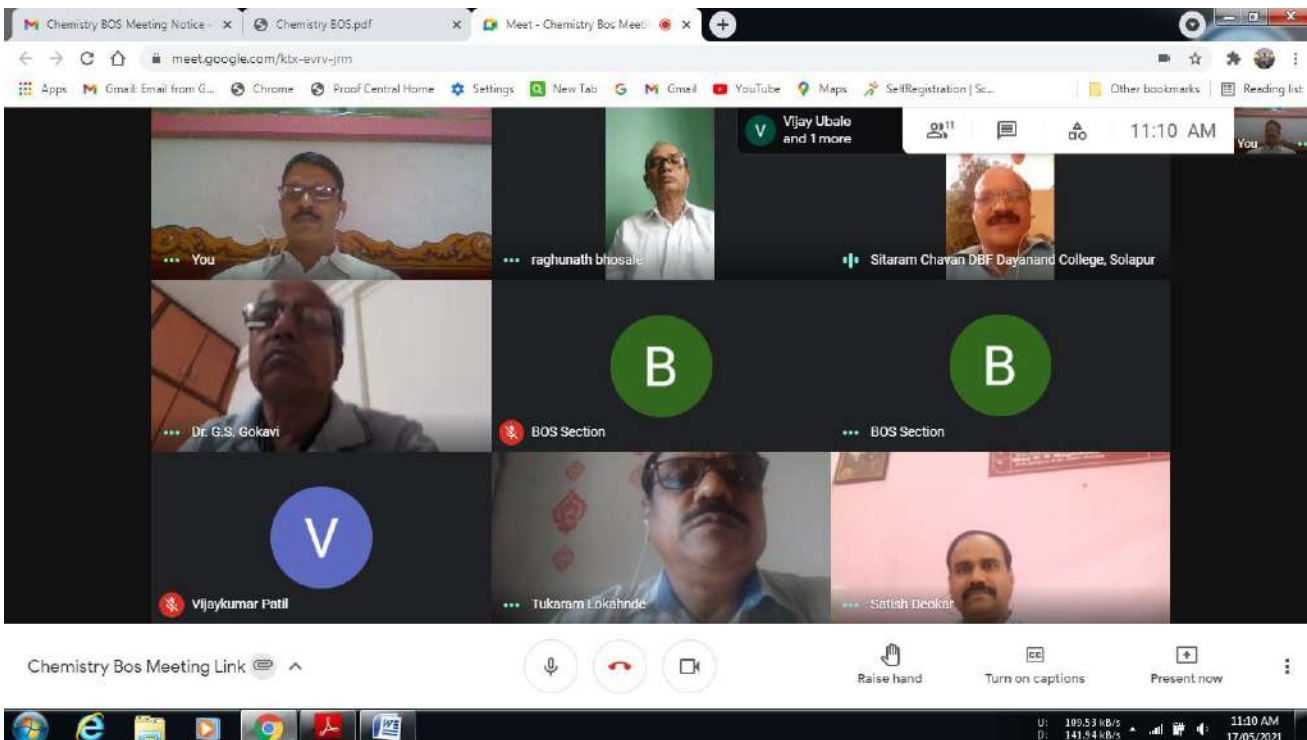 Chemistry BOS Meeting Notice -
Chemistry BOS.pdf
Meet - Chemistry Bos Meeti
meet.google.com/ktx-evrv-jrm
Apps
Gmail: Email from G...
Chrome
Proof Central Home
Settings
New Tab
Gmail
YouTube
Maps
SelfRegistration | Sc...
Other bookmarks
Reading list
V
Vijay Ubale
and 1 more
11
11:10 AM
You
You
raghunath bhosale
Sitaram Chavan DBF Dayanand College, Solapur
Dr. G.S. Gokavi
B
BOS Section
B
BOS Section
V
Vijaykumar Patil
Tukaram Lokahnde
Satish Deokar
Chemistry Bos Meeting Link
Raise hand
CC
Turn on captions
Present now
U: 109.53 kB/s
D: 141.94 kB/s
11:10 AM
17/05/2021